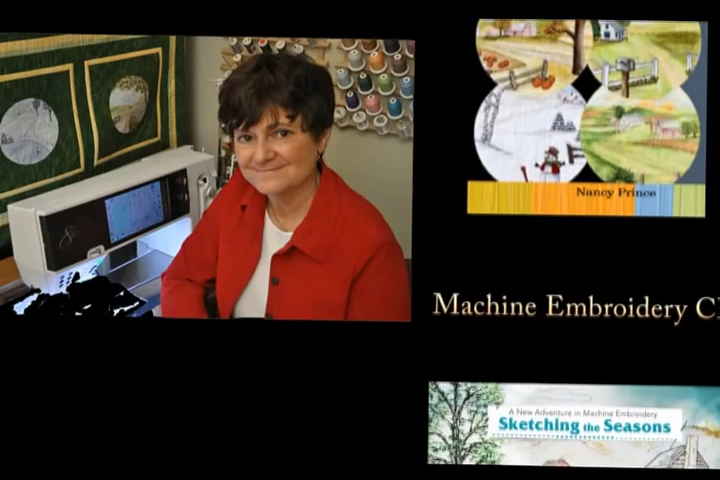 Nancy Prince
Machine Embroidery
A New Adventure in Machine Embroidery
Sketching the Seasons